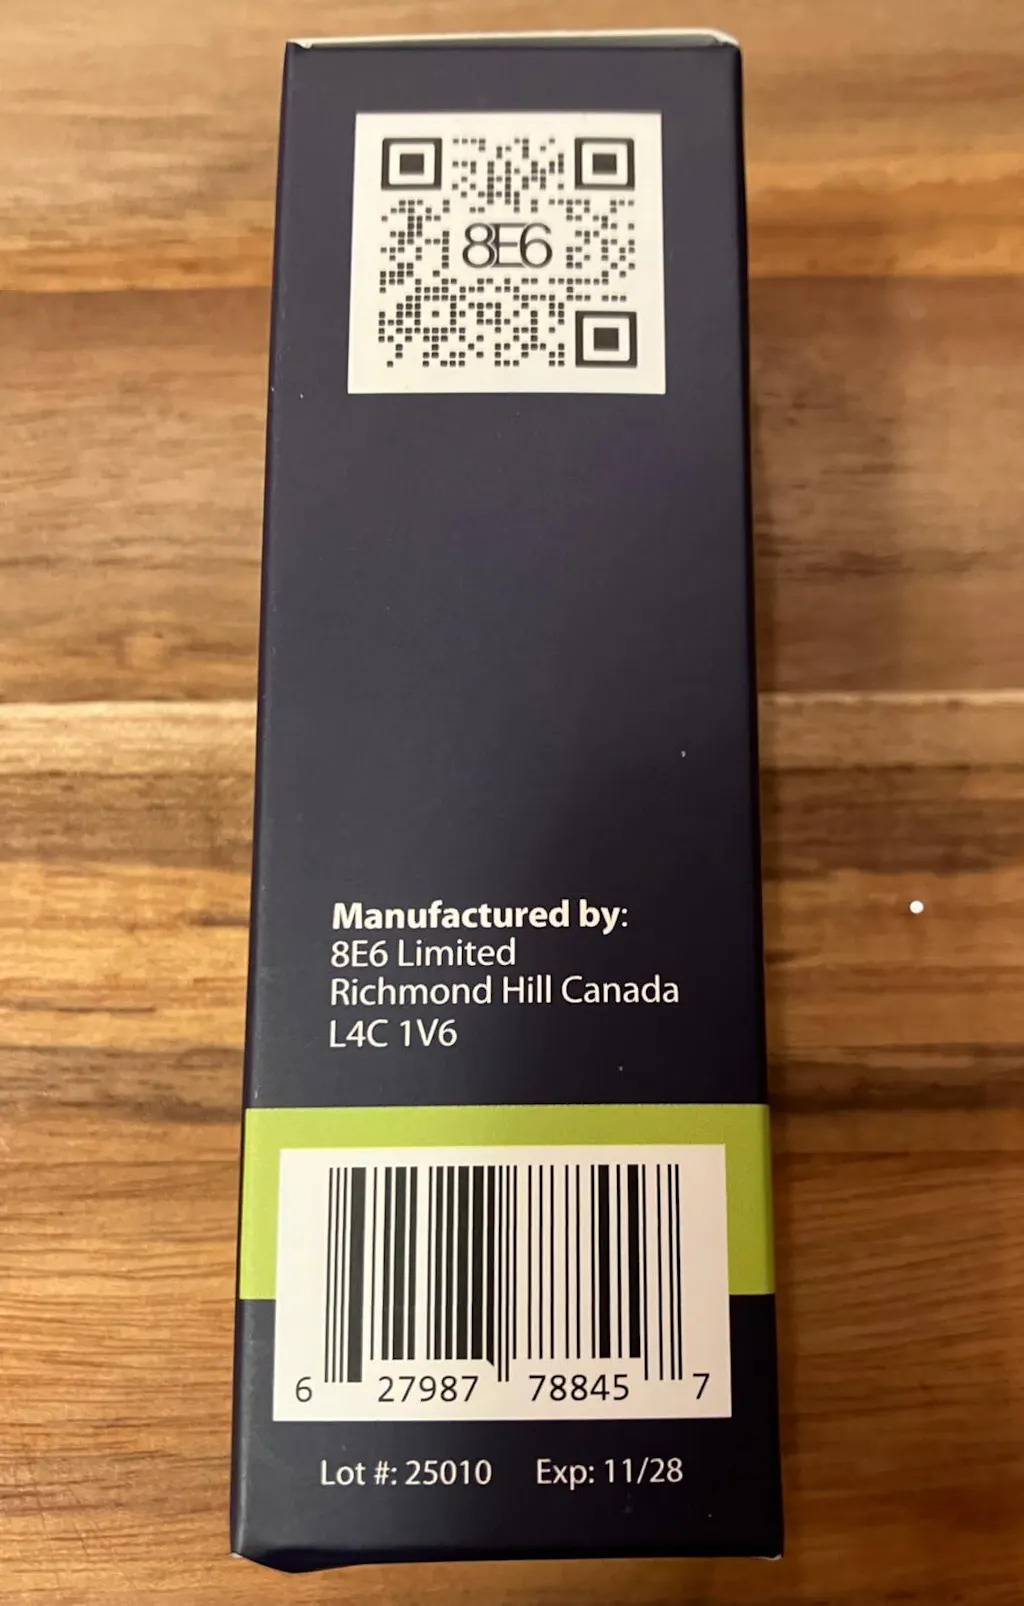 8E6
Manufactured by:
8E6 Limited
Richmond Hill Canada
L4C 1V6
6 27987 78845 7
Lot #: 25010 Exp: 11/28